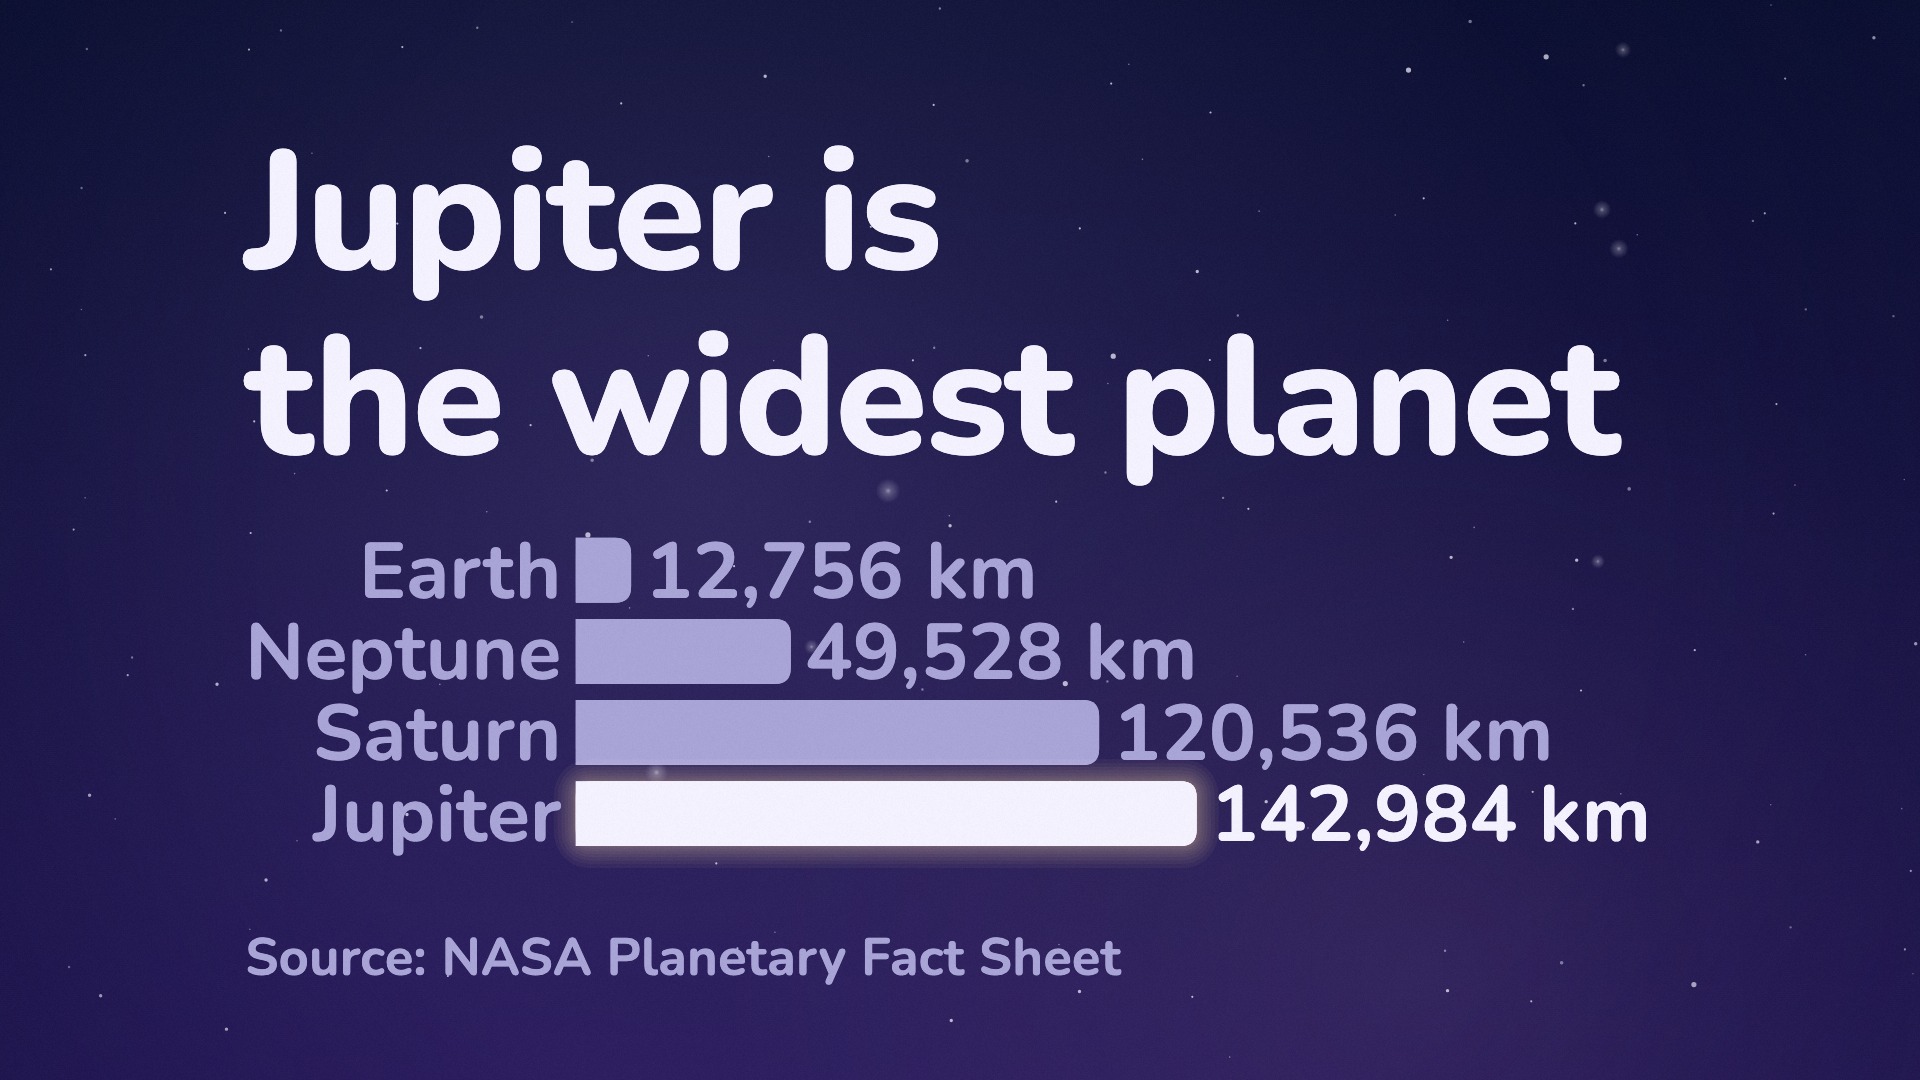 Jupiter is
the widest planet
Earth 12,756 km
Neptune 49,528 km
Saturn 120,536 km
Jupiter 142,984 km
Source: NASA Planetary Fact Sheet